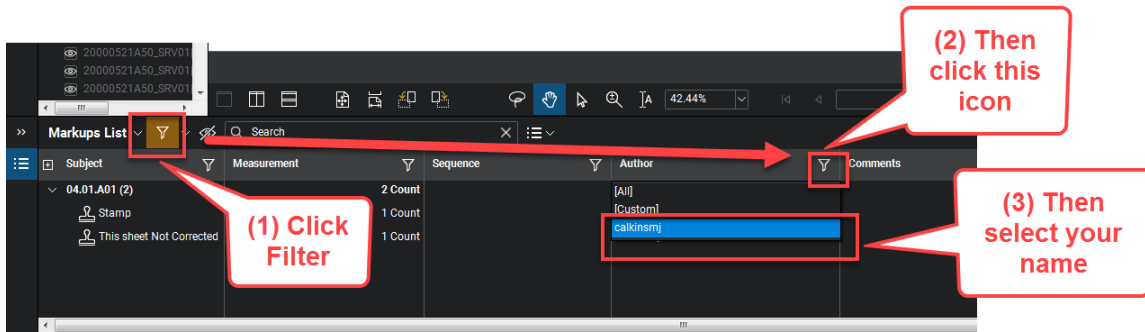 20000521A50_SRV01
20000521A50_SRV01
20000521A50_SRV01
42.44%
Markups List
Search
Subject
Measurement
Sequence
Author
Comments
04.01.A01 (2)
2 Count
Stamp
1 Count
This sheet Not Corrected
1 Count
[All]
[Custom]
calkinsmj
(1) Click
Filter
(2) Then
click this
icon
(3) Then
select your
name